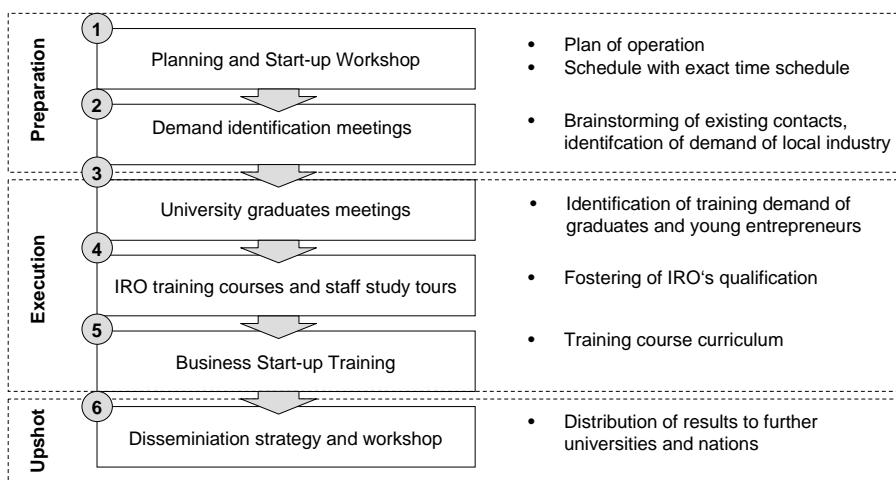 Preparation
1
Planning and Start-up Workshop
• Plan of operation
• Schedule with exact time schedule
2
Demand identification meetings
• Brainstorming of existing contacts,
identifcation of demand of local industry
Execution
3
University graduates meetings
• Identification of training demand of
graduates and young entrepreneurs
4
IRO training courses and staff study tours
• Fostering of IRO‘s qualification
5
Business Start-up Training
• Training course curriculum
Upshot
6
Disseminiation strategy and workshop
• Distribution of results to further
universities and nations